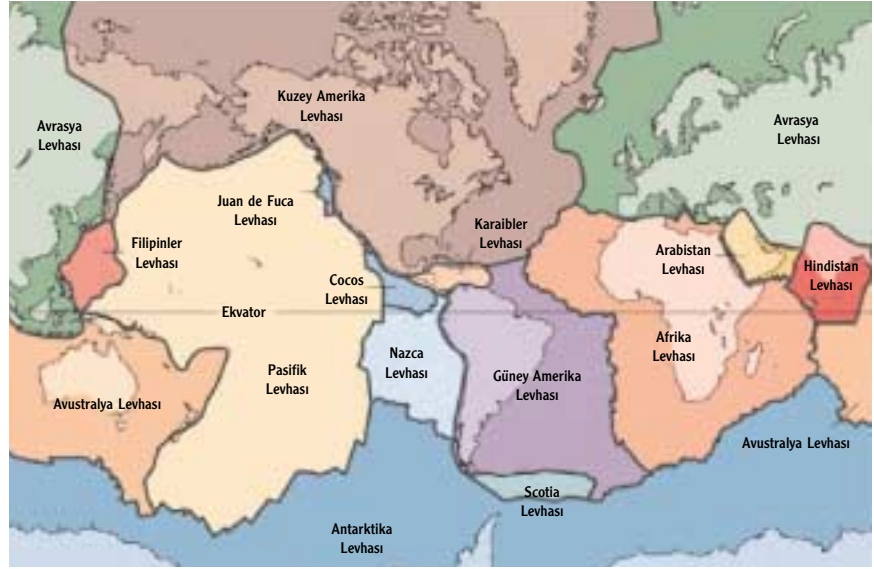 Kuzey Amerika
Levhası
Avrasya
Levhası
Avrasya
Levhası
Juan de Fuca
Levhası
Karaibler
Levhası
Filipinler
Levhası
Arabistan
Levhası
Hindistan
Levhası
Cocos
Levhası
Ekvator
Nazca
Levhası
Afrika
Levhası
Pasifik
Levhası
Güney Amerika
Levhası
Avustralya Levhası
Avustralya Levhası
Scotia
Levhası
Antarktika
Levhası